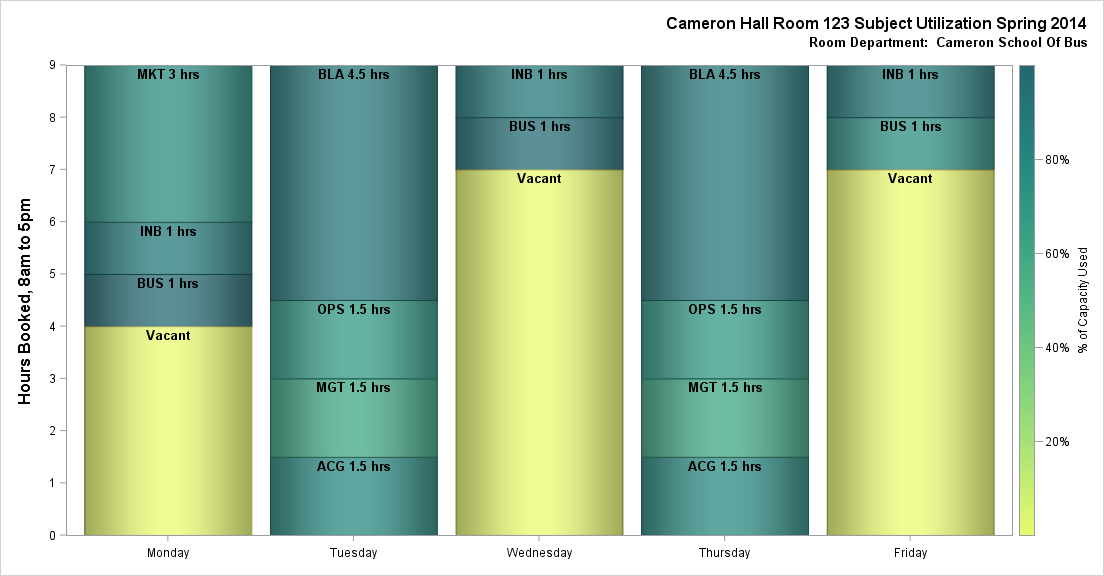 Cameron Hall Room 123 Subject Utilization Spring 2014
Room Department:  Cameron School Of Bus
Hours Booked, 8am to 5pm
9
8
7
6
5
4
3
2
1
0
MKT 3 hrs
INB 1 hrs
BUS 1 hrs
Vacant
BLA 4.5 hrs
OPS 1.5 hrs
MGT 1.5 hrs
ACG 1.5 hrs
INB 1 hrs
BUS 1 hrs
Vacant
BLA 4.5 hrs
OPS 1.5 hrs
MGT 1.5 hrs
ACG 1.5 hrs
INB 1 hrs
BUS 1 hrs
Vacant
Monday
Tuesday
Wednesday
Thursday
Friday
80%
60%
40%
20%
% of Capacity Used